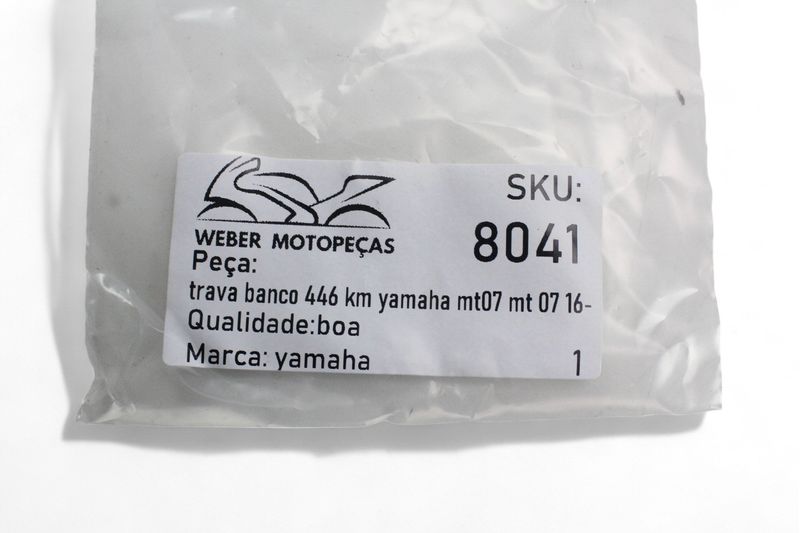 WEBER MOTOPEÇAS
SKU:
8041
Peça:
trava banco 446 km yamaha mt07 mt 07 16-
Qualidade:boa
Marca: yamaha
1